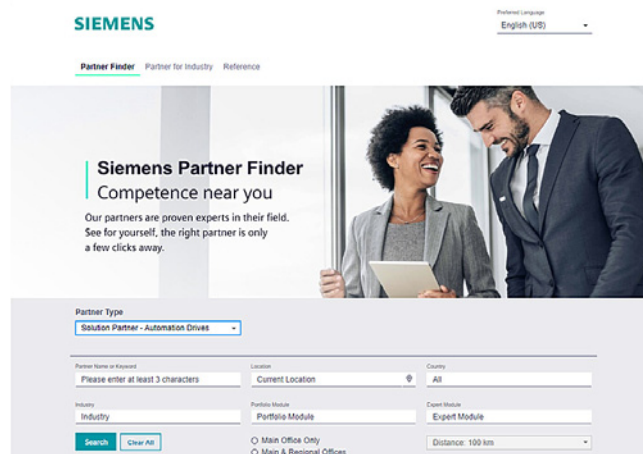 SIEMENS
Preferred Language
English (US)
Partner Finder Partner for Industry Reference
Siemens Partner Finder
Competence near you
Our partners are proven experts in their field.
See for yourself, the right partner is only
a few clicks away.
Partner Type
Solution Partner - Automation Drives
Partner Name or Keyword Location Country
Please enter at least 3 characters Current Location All
Industry Portfolio Module Expert Module
Industry Portfolio Module Expert Module
Search Clear All Main Office Only Distance: 100 km
Main & Regional Offices